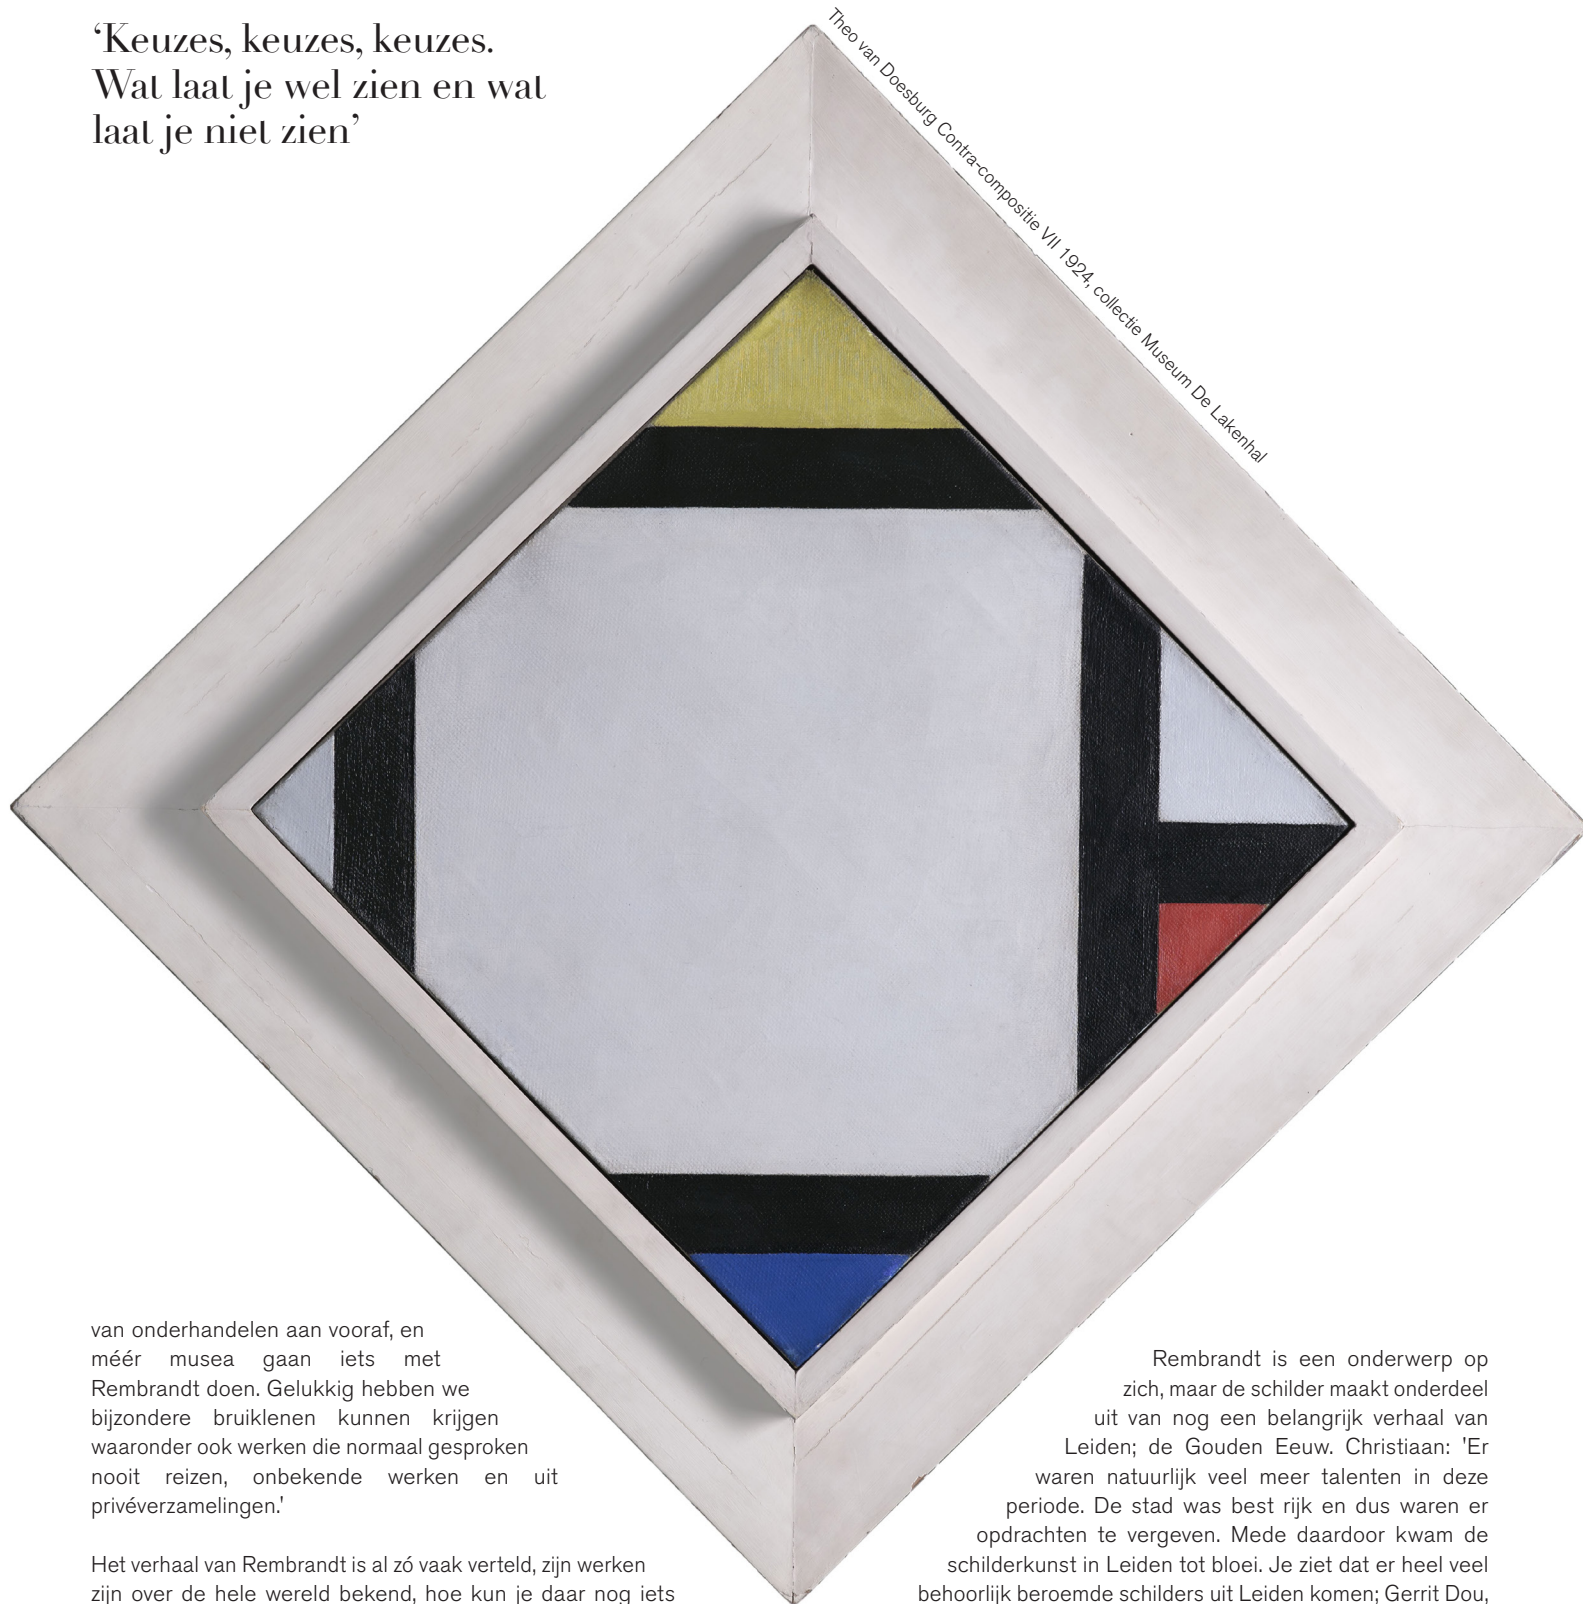 ‘Keuzes, keuzes, keuzes.
Wat laat je wel zien en wat
laat je niet zien’
Theo van Doesburg Contra-compositie VII 1924, collectie Museum De Lakenhal
van onderhandelen aan vooraf, en
méér musea gaan iets met
Rembrandt doen. Gelukkig hebben we
bijzondere bruiklenen kunnen krijgen
waaronder ook werken die normaal gesproken
nooit reizen, onbekende werken en uit
privéverzamelingen.'
Het verhaal van Rembrandt is al zó vaak verteld, zijn werken
zijn over de hele wereld bekend, hoe kun je daar nog iets
Rembrandt is een onderwerp op
zich, maar de schilder maakt onderdeel
uit van nog een belangrijk verhaal van
Leiden; de Gouden Eeuw. Christiaan: 'Er
waren natuurlijk veel meer talenten in deze
periode. De stad was best rijk en dus waren er
opdrachten te vergeven. Mede daardoor kwam de
schilderkunst in Leiden tot bloei. Je ziet dat er heel veel
behoorlijk beroemde schilders uit Leiden komen; Gerrit Dou,